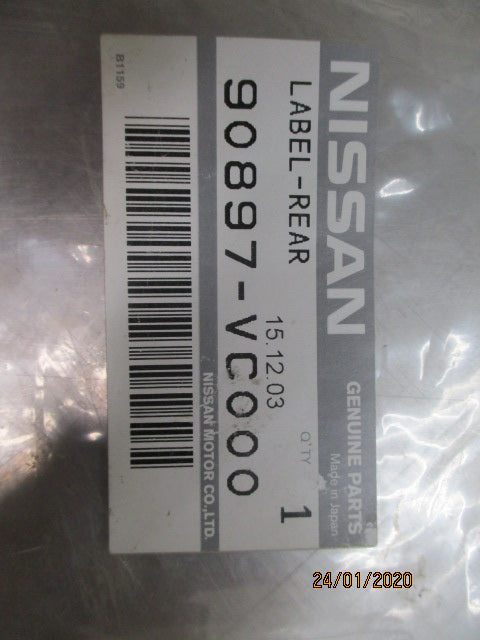 NISSAN
GENUINE PARTS
Made in Japan
LABEL-REAR
15.12.03
Q'TY
1
90897-VC000
NISSAN MOTOR CO.,LTD.
B1159
24/01/2020